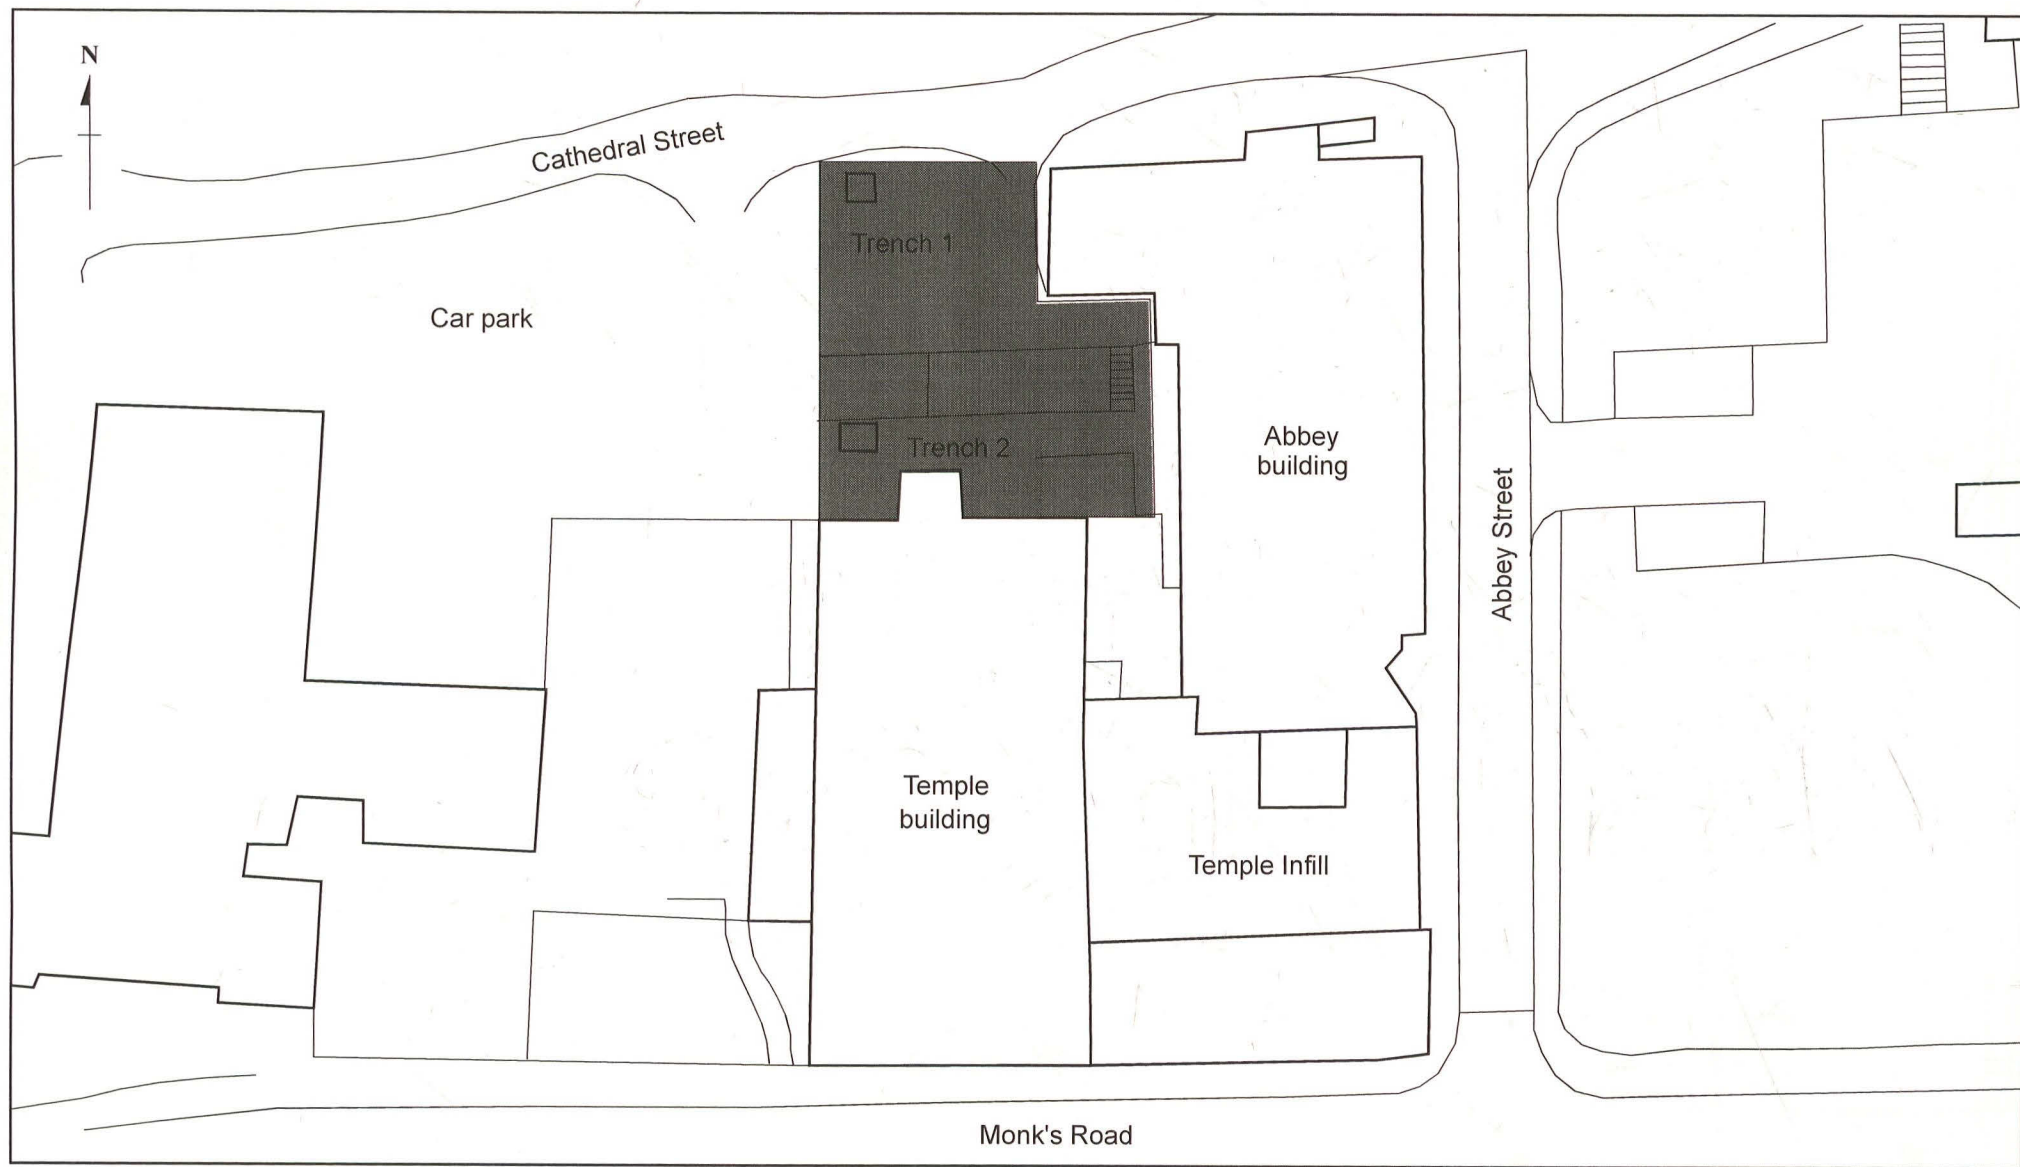 N
Cathedral Street
Trench 1
Car park
Trench 2
Abbey
building
Abbey Street
Temple
building
Temple Infill
Monk's Road